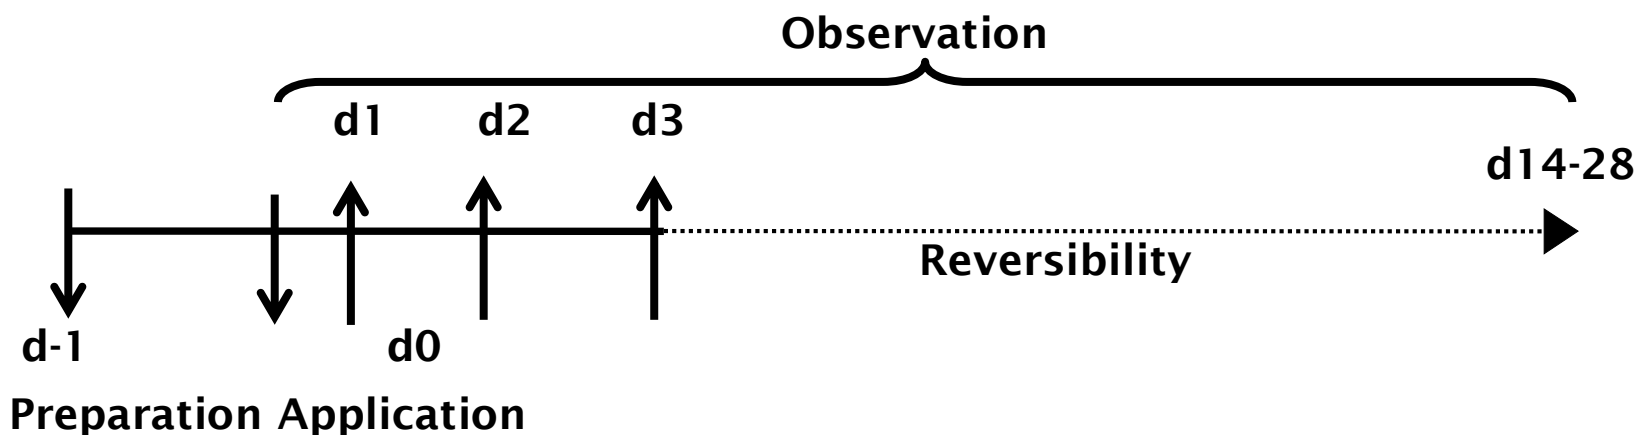 Observation
d1 d2 d3
d14-28
Reversibility
d-1 d0
Preparation Application